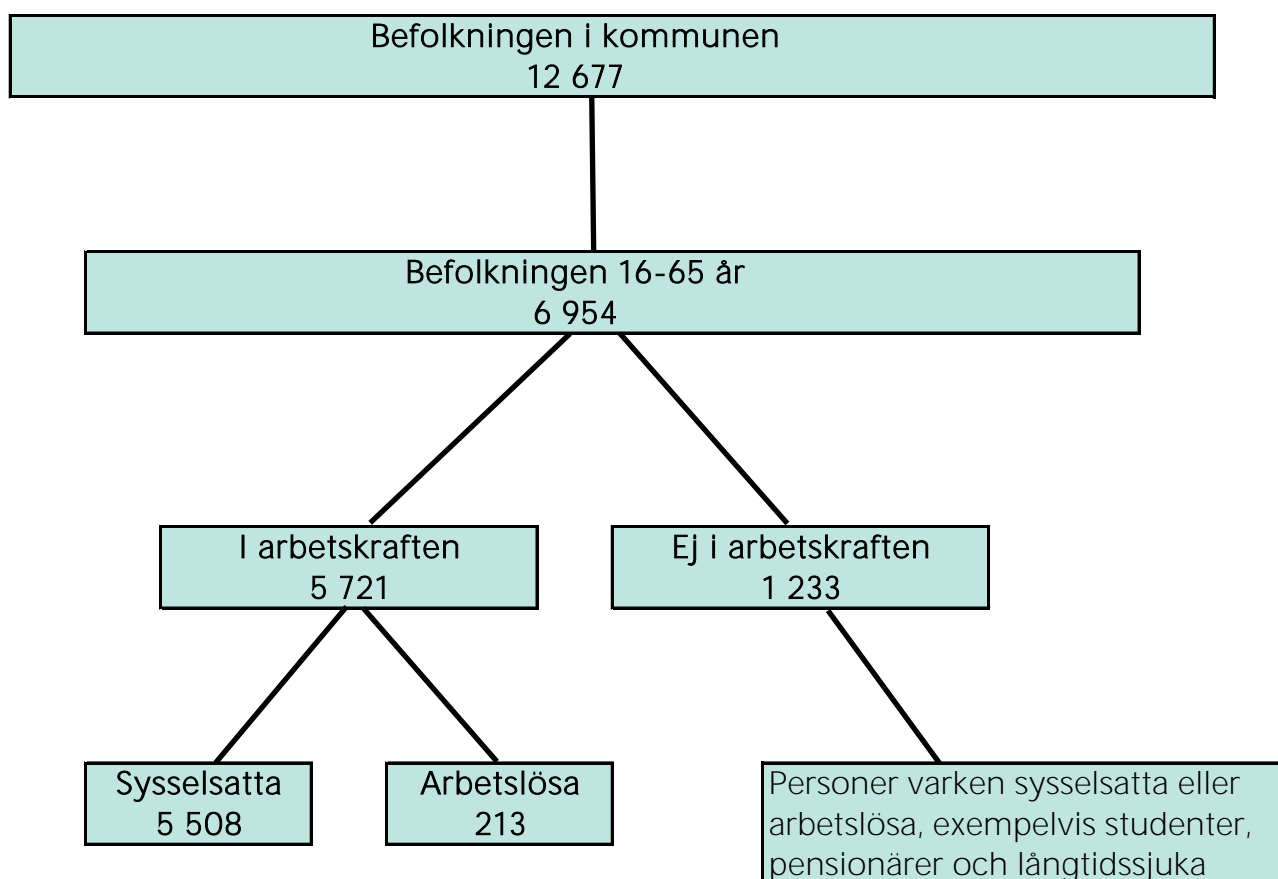 Befolkningen i kommunen
12 677
Befolkningen 16-65 år
6 954
I arbetskraften
5 721
Ej i arbetskraften
1 233
Sysselsatta
5 508
Arbetslösa
213
Personer varken sysselsatta eller
arbetslösa, exempelvis studenter,
pensionärer och långtidssjuka